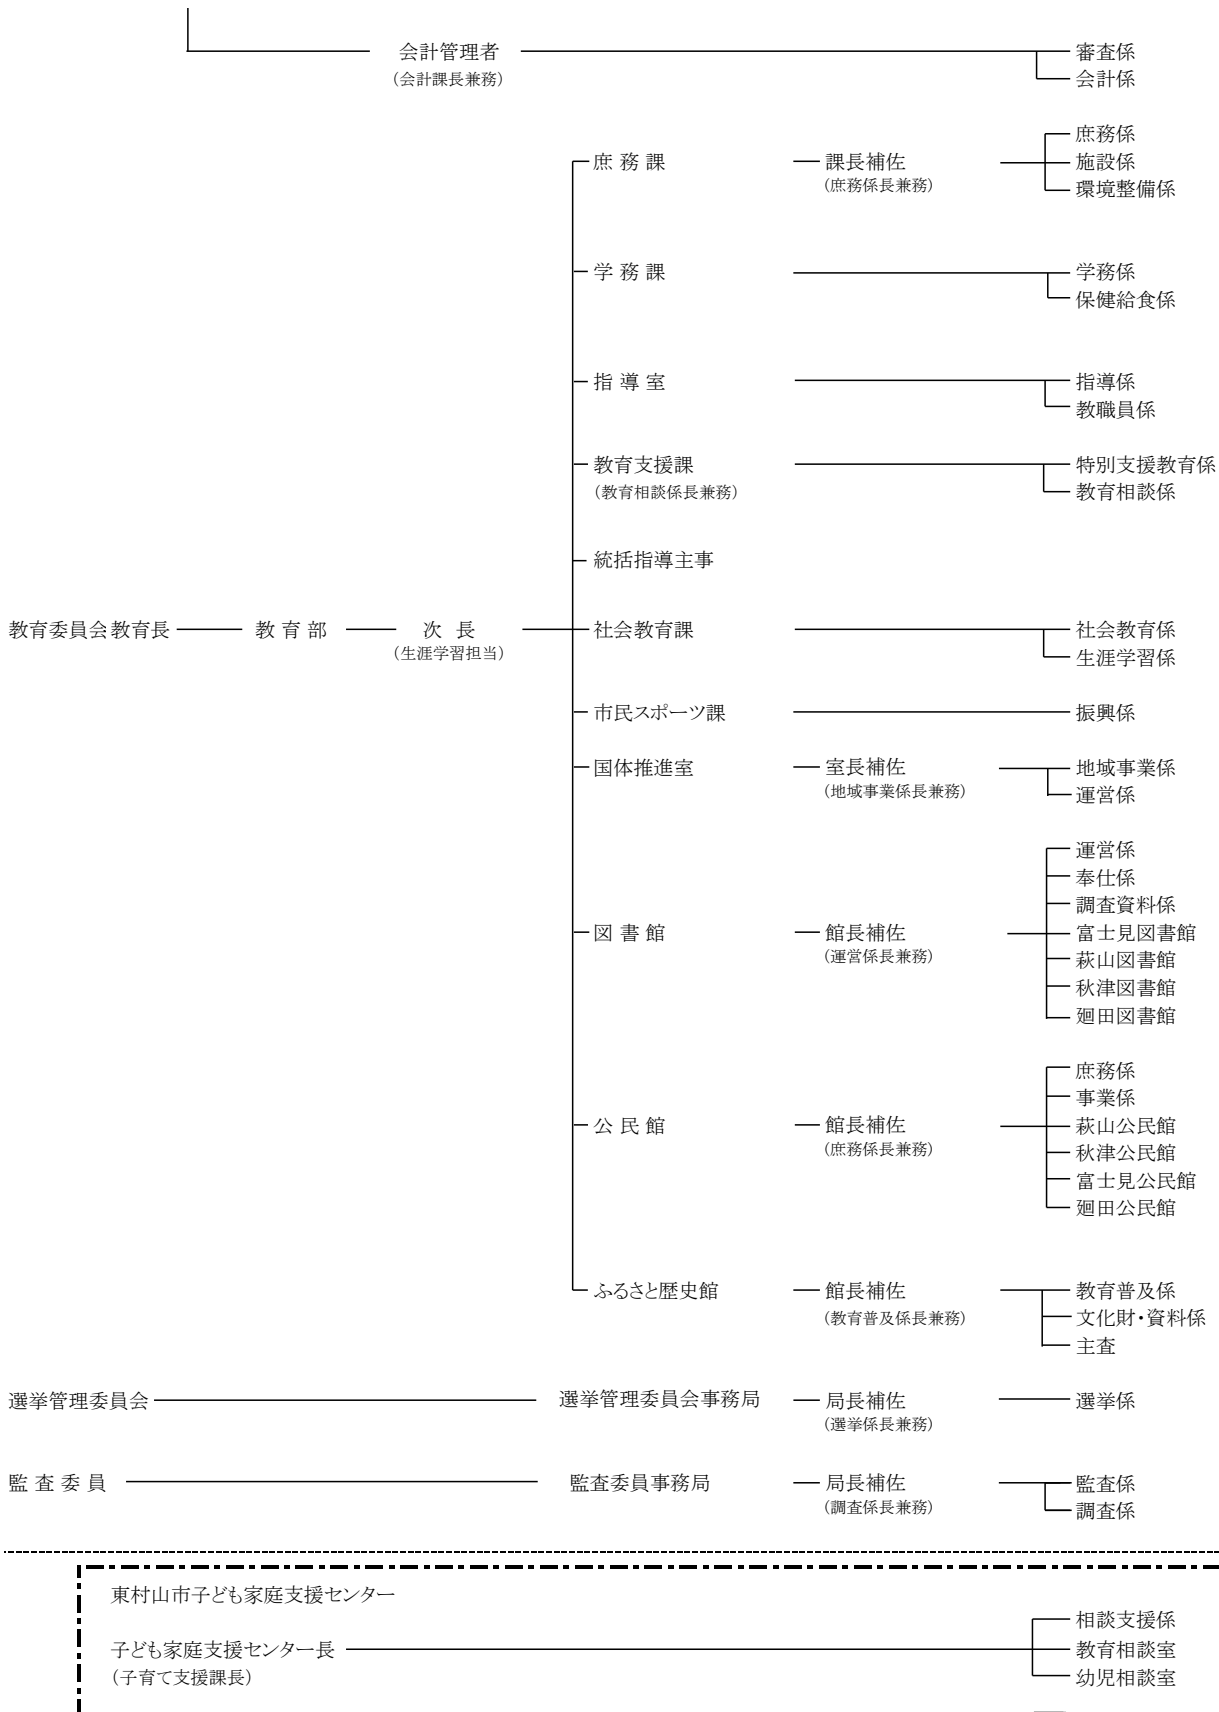 会計管理者 審査係
(会計課長兼務) 会計係
庶務係
庶 務 課 課長補佐 施設係
(庶務係長兼務) 環境整備係
学 務 課 学務係
保健給食係
指 導 室 指導係
教職員係
教育支援課 特別支援教育係
(教育相談係長兼務) 教育相談係
統括指導主事
教育委員会教育長 教 育 部 次 長 社会教育課 社会教育係
(生涯学習担当) 生涯学習係
市民スポーツ課 振興係
国体推進室 室長補佐 地域事業係
(地域事業係長兼務) 運営係
運営係
奉仕係
調査資料係
図 書 館 館長補佐 富士見図書館
(運営係長兼務) 萩山図書館
秋津図書館
廻田図書館
庶務係
事業係
公 民 館 館長補佐 萩山公民館
(庶務係長兼務) 秋津公民館
富士見公民館
廻田公民館
ふるさと歴史館 館長補佐 教育普及係
(教育普及係長兼務) 文化財・資料係
主査
選挙管理委員会 選挙管理委員会事務局 局長補佐 選挙係
(選挙係長兼務)
監 査 委 員 監査委員事務局 局長補佐 監査係
(調査係長兼務) 調査係
東村山市子ども家庭支援センター
相談支援係
子ども家庭支援センター長 教育相談室
(子育て支援課長) 幼児相談室